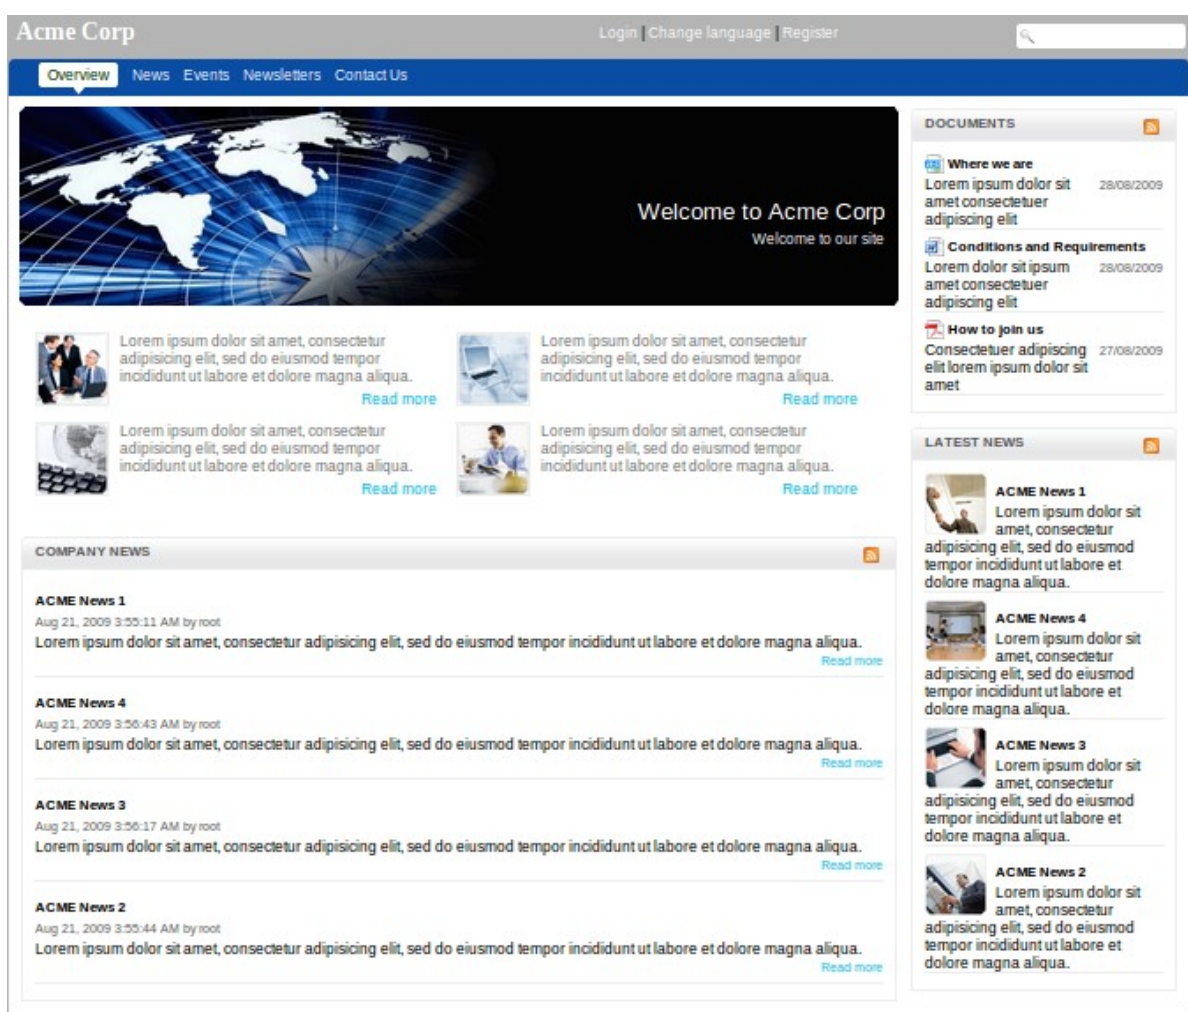 Acme Corp
Login | Change language | Register
Overview News Events Newsletters Contact Us
Welcome to Acme Corp
Welcome to our site
Lorem ipsum dolor sit amet, consectetur
adipisicing elit, sed do eiusmod tempor
incididunt ut labore et dolore magna aliqua.
Read more
Lorem ipsum dolor sit amet, consectetur
adipisicing elit, sed do eiusmod tempor
incididunt ut labore et dolore magna aliqua.
Read more
Lorem ipsum dolor sit amet, consectetur
adipisicing elit, sed do eiusmod tempor
incididunt ut labore et dolore magna aliqua.
Read more
Lorem ipsum dolor sit amet, consectetur
adipisicing elit, sed do eiusmod tempor
incididunt ut labore et dolore magna aliqua.
Read more
COMPANY NEWS
ACME News 1
Aug 21, 2009 3:55:11 AM by root
Lorem ipsum dolor sit amet, consectetur adipisicing elit, sed do eiusmod tempor incididunt ut labore et dolore magna aliqua.
Read more
ACME News 4
Aug 21, 2009 3:56:43 AM by root
Lorem ipsum dolor sit amet, consectetur adipisicing elit, sed do eiusmod tempor incididunt ut labore et dolore magna aliqua.
Read more
ACME News 3
Aug 21, 2009 3:56:17 AM by root
Lorem ipsum dolor sit amet, consectetur adipisicing elit, sed do eiusmod tempor incididunt ut labore et dolore magna aliqua.
Read more
ACME News 2
Aug 21, 2009 3:55:44 AM by root
Lorem ipsum dolor sit amet, consectetur adipisicing elit, sed do eiusmod tempor incididunt ut labore et dolore magna aliqua.
Read more
DOCUMENTS
Where we are
Lorem ipsum dolor sit 28/08/2009
amet consectetuer
adipiscing elit
Conditions and Requirements
Lorem dolor sit ipsum 28/08/2009
amet consectetuer
adipiscing elit
How to join us
Consectetuer adipiscing 27/08/2009
elit lorem ipsum dolor sit
amet
LATEST NEWS
ACME News 1
Lorem ipsum dolor sit
amet, consectetur
adipisicing elit, sed do eiusmod
tempor incididunt ut labore et
dolore magna aliqua.
ACME News 4
Lorem ipsum dolor sit
amet, consectetur
adipisicing elit, sed do eiusmod
tempor incididunt ut labore et
dolore magna aliqua.
ACME News 3
Lorem ipsum dolor sit
amet, consectetur
adipisicing elit, sed do eiusmod
tempor incididunt ut labore et
dolore magna aliqua.
ACME News 2
Lorem ipsum dolor sit
amet, consectetur
adipisicing elit, sed do eiusmod
tempor incididunt ut labore et
dolore magna aliqua.